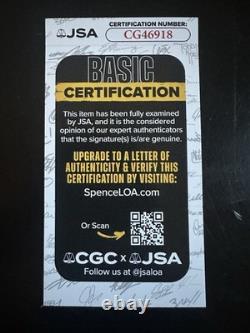 JSA
CERTIFICATION NUMBER:
CG46918
BASIC
CERTIFICATION
This item has been fully examined
by JSA, and it is the considered
opinion of our expert authenticators
that the signature(s) is/are genuine.
UPGRADE TO A LETTER OF
AUTHENTICITY & VERIFY THIS
CERTIFICATION BY VISITING:
SpenceLOA.com
Or Scan
CGC x JSA
Follow us at @jsaloa